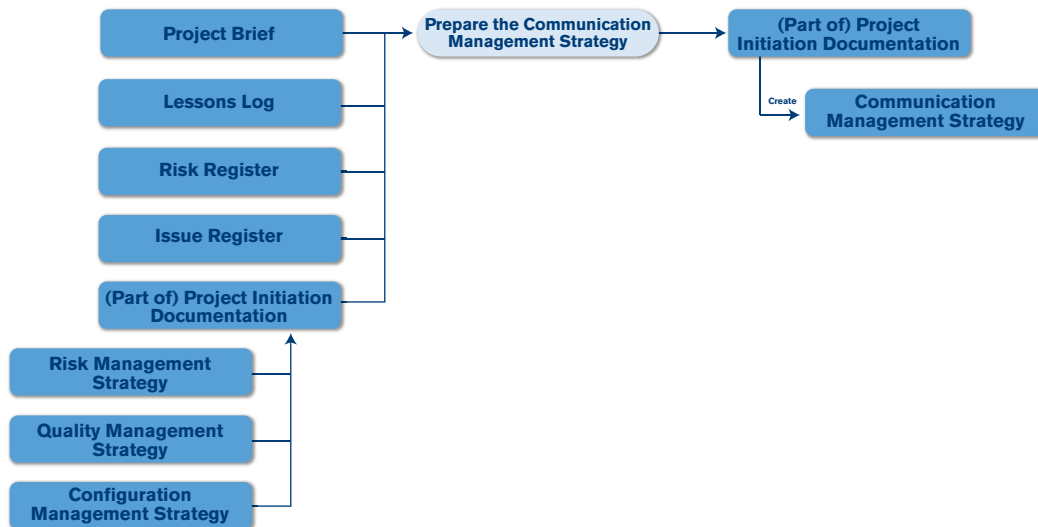 Project Brief
Prepare the Communication
Management Strategy
(Part of) Project
Initiation Documentation
Create
Communication
Management Strategy
Lessons Log
Risk Register
Issue Register
(Part of) Project Initiation
Documentation
Risk Management
Strategy
Quality Management
Strategy
Configuration
Management Strategy